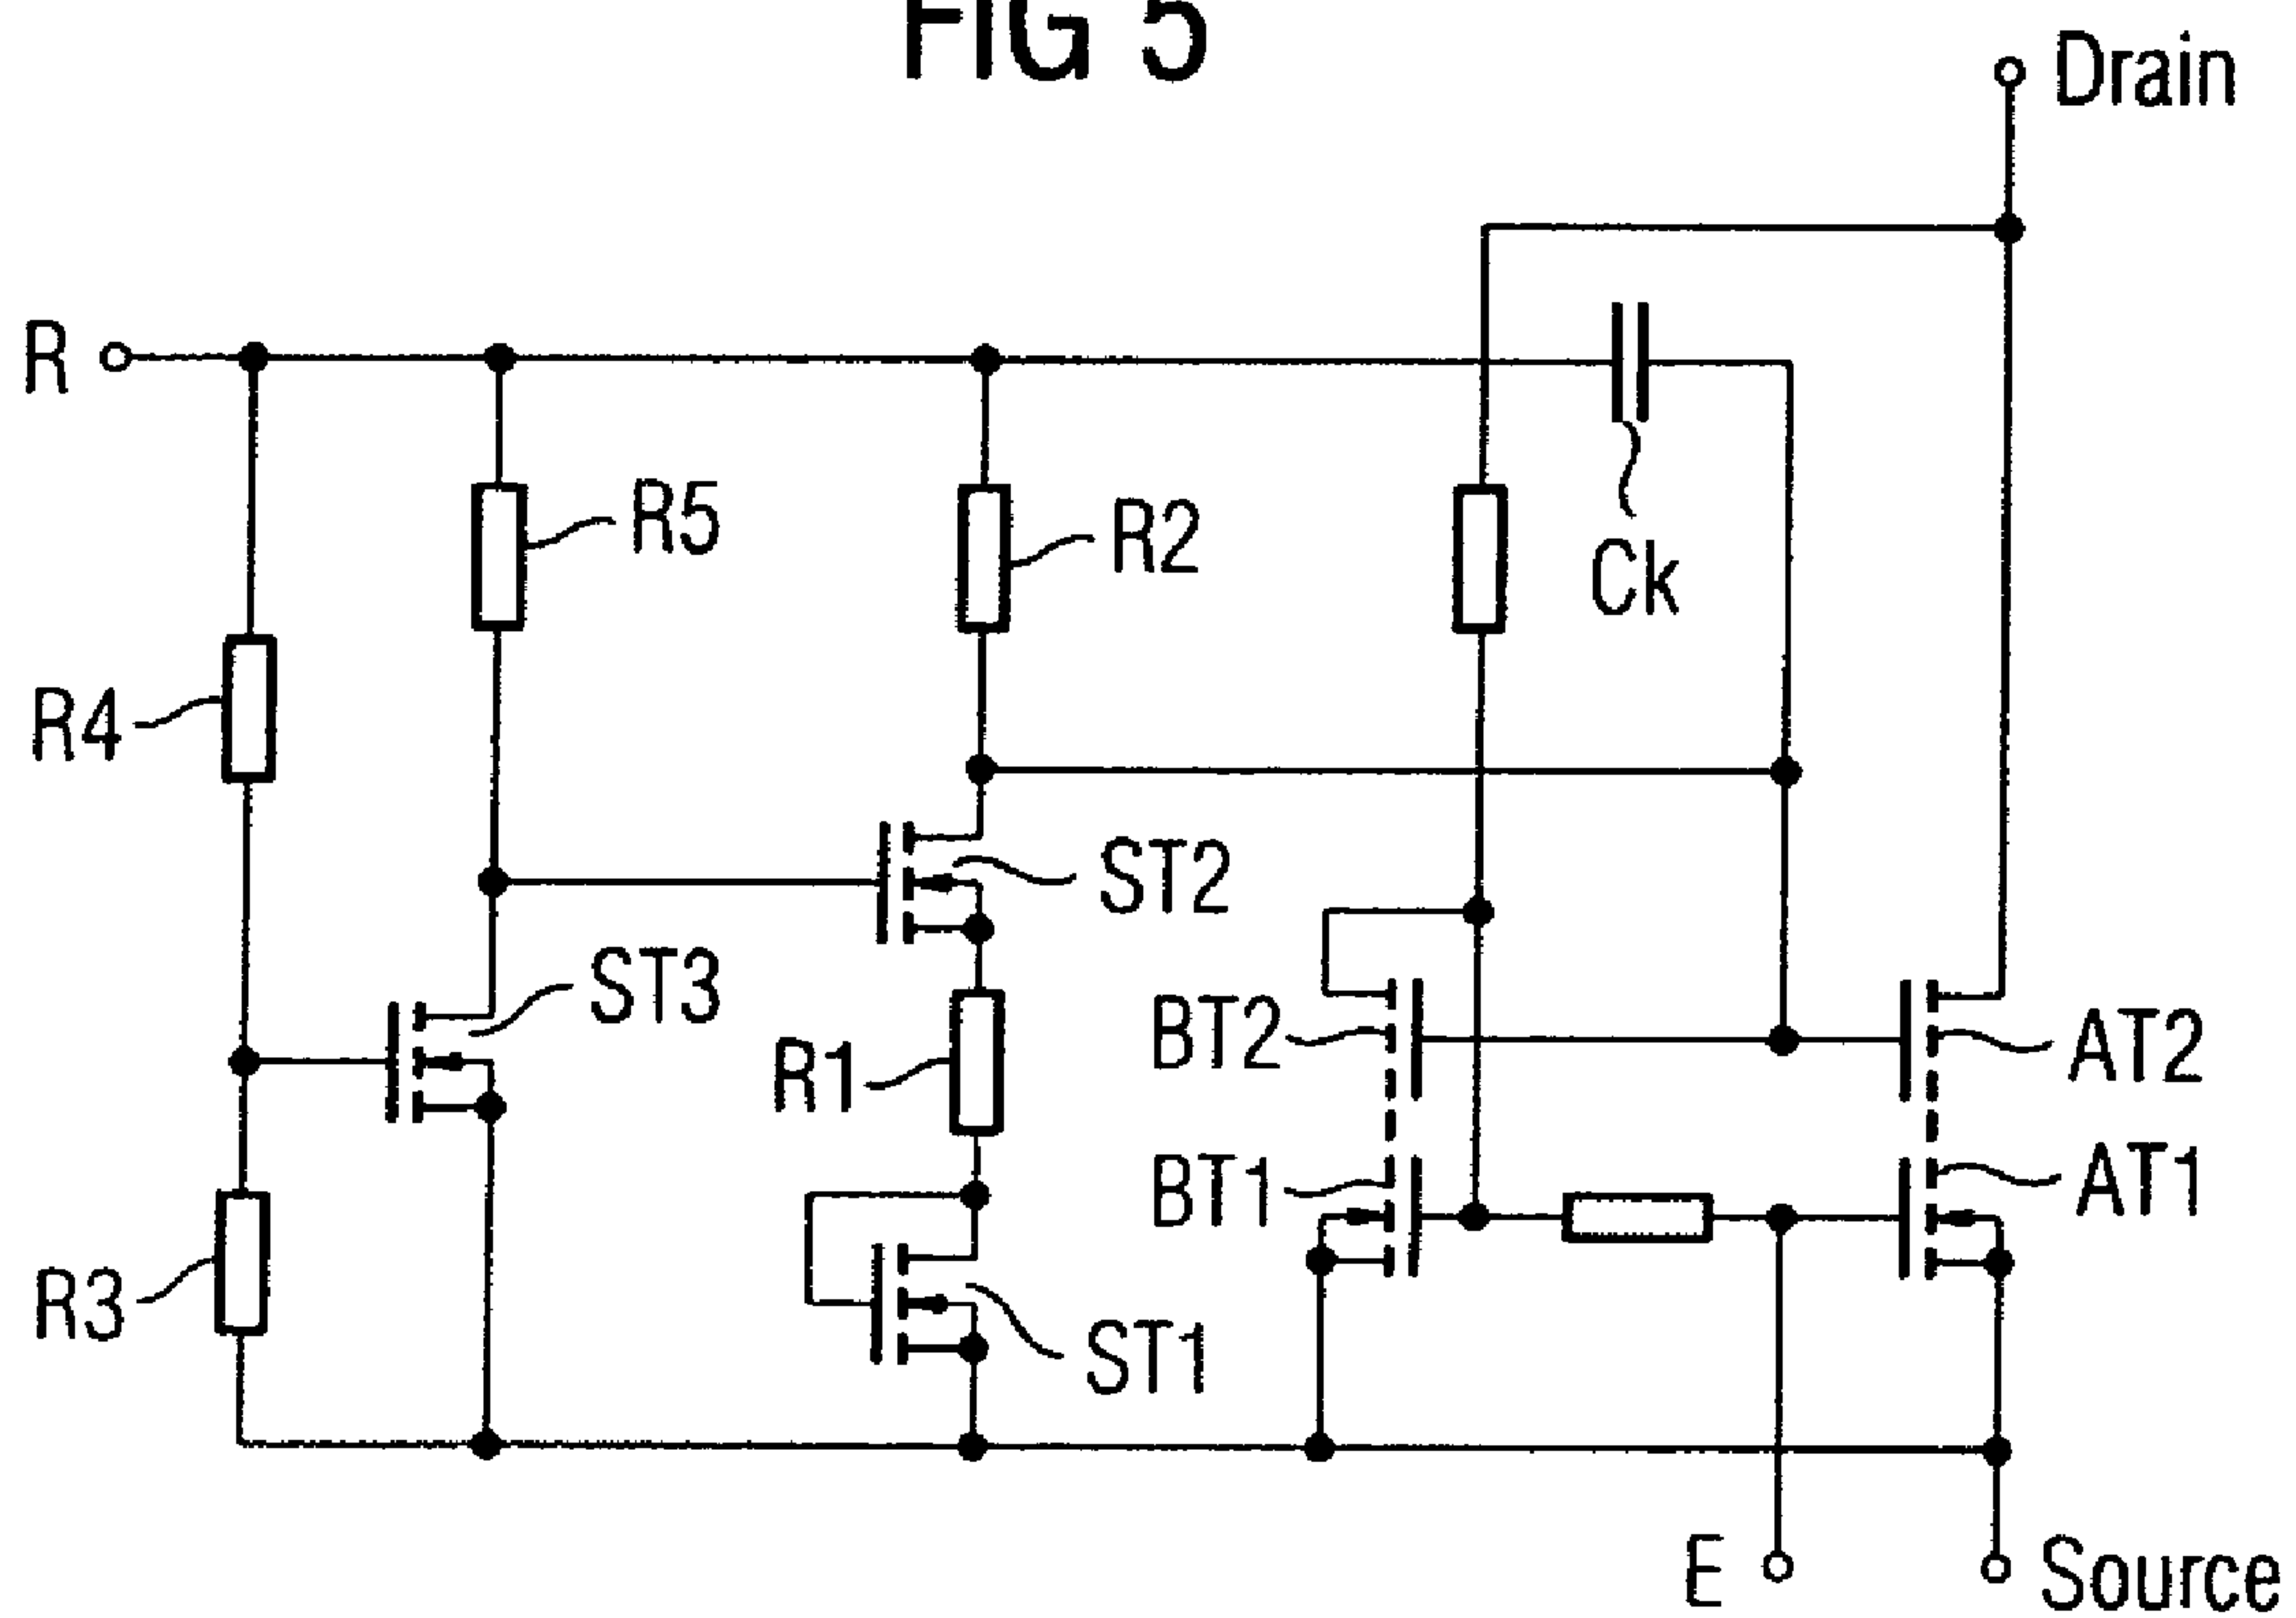 FIG 5
Drain
R
R5
R2
Ck
R4
ST2
ST3
BT2
AT2
R1
BT1
AT1
R3
ST1
E
Source